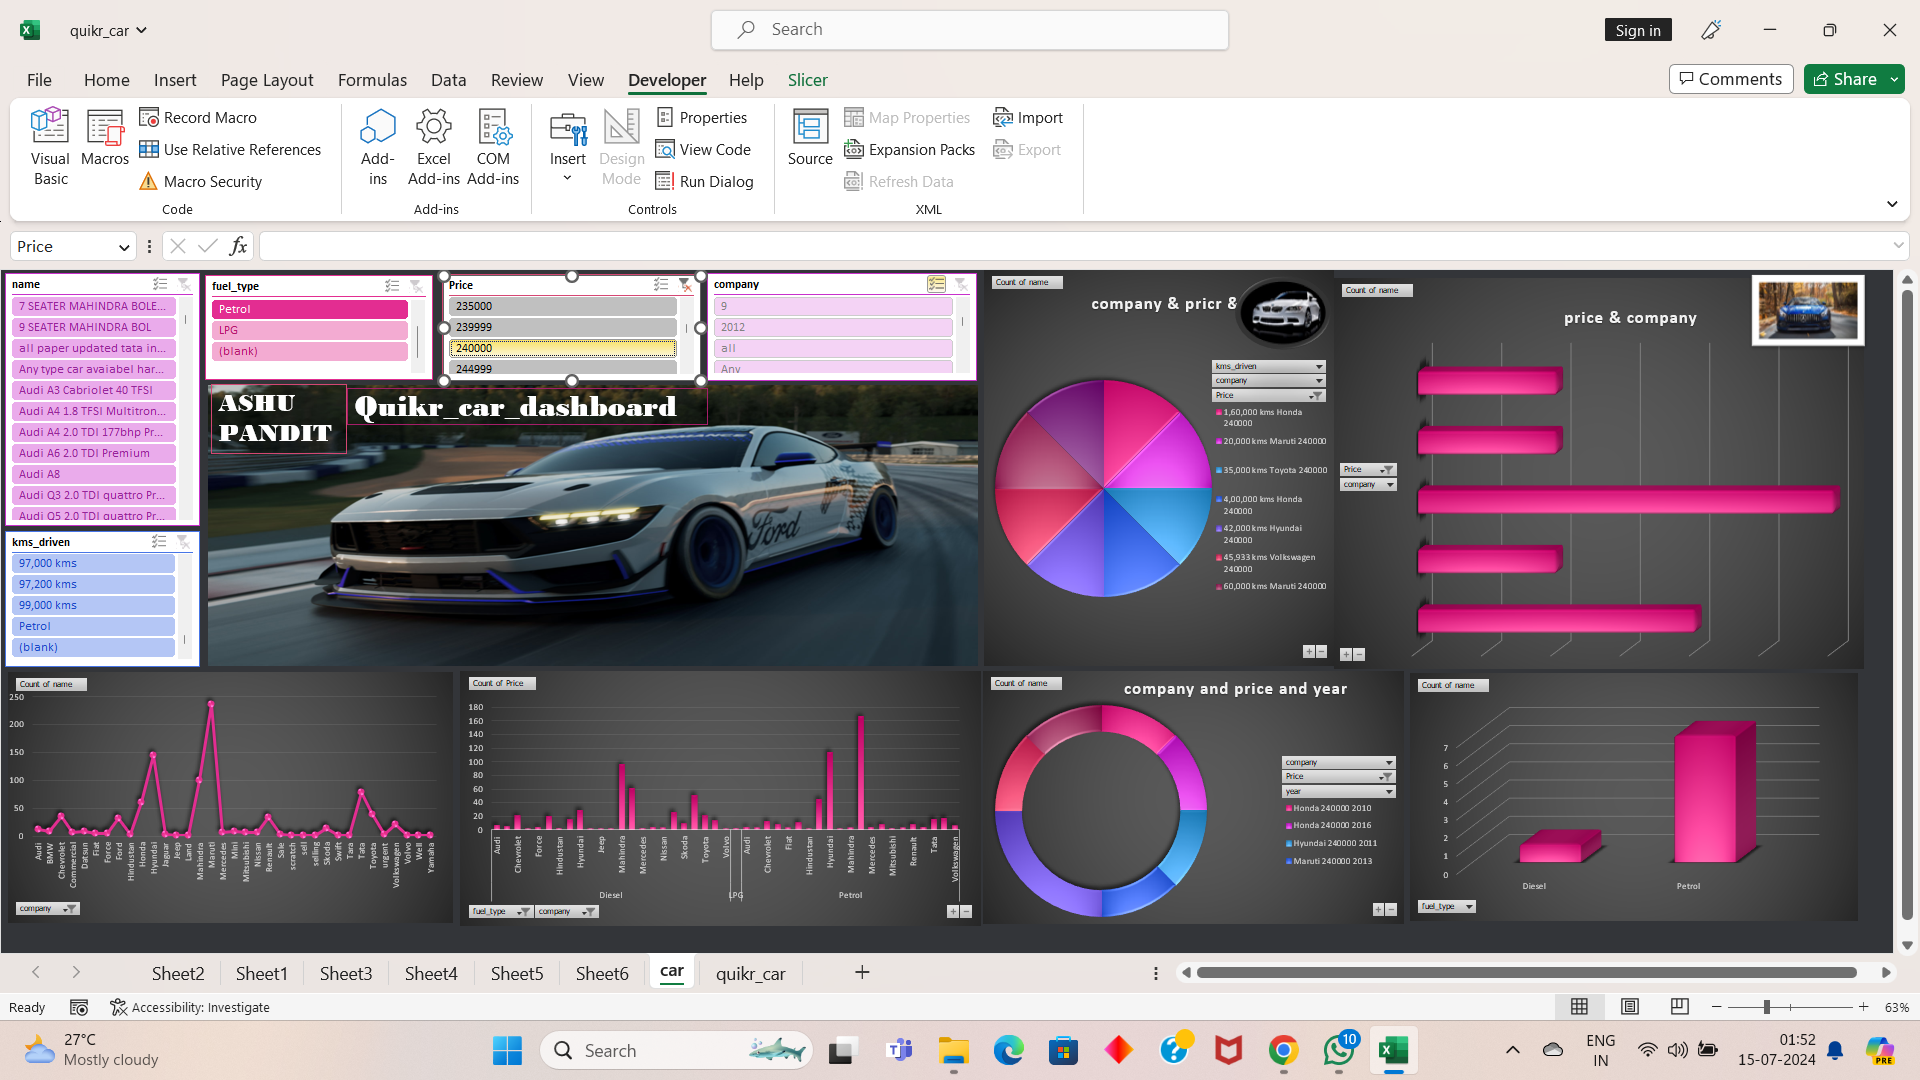 quikr_car
Search
Sign in
File Home Insert Page Layout Formulas Data Review View Developer Help Slicer
Comments Share
Visual Basic
Macros
Record Macro
Use Relative References
Macro Security
Code
Add-ins
Excel Add-ins
COM Add-ins
Add-ins
Insert
Design Mode
Properties
View Code
Run Dialog
Controls
Source
Map Properties
Expansion Packs
Refresh Data
Import
Export
XML
Price
fx
name
7 SEATER MAHINDRA BOLE...
9 SEATER MAHINDRA BOL
all paper updated tata in...
Any type car avaiabel har...
Audi A3 Cabriolet 40 TFSI
Audi A4 1.8 TFSI Multitron...
Audi A4 2.0 TDI 177bhp Pr...
Audi A6 2.0 TDI Premium
Audi A8
Audi Q3 2.0 TDI quattro Pr...
Audi Q5 2.0 TDI quattro Pr...
kms_driven
97,000 kms
97,200 kms
99,000 kms
Petrol
(blank)
fuel_type
Petrol
LPG
(blank)
Price
235000
239999
240000
244999
company
9
2012
all
Any
ASHU
PANDIT
Quikr_car_dashboard
Ford
Count of name
company & pricr &
kms_driven
company
Price
1,60,000 kms Honda
240000
20,000 kms Maruti 240000
35,000 kms Toyota 240000
4,00,000 kms Honda
240000
42,000 kms Hyundai
240000
45,933 kms Volkswagen
240000
60,000 kms Maruti 240000
Count of name
price & company
Price
company
Count of name
250
200
150
100
50
0
Audi
BMW
Chevrolet
Commercial
Datsun
Fiat
Force
Ford
Hindustan
Honda
Hyundai
Jaguar
Jeep
Land
Mahindra
Maruti
Mercedes
Mini
Mitsubishi
Nissan
Renault
Sale
scratch
sell
selling
Skoda
Swift
Tara
Tata
Toyota
urgent
Volkswagen
Volvo
Well
Yamaha
company
Count of Price
180
160
140
120
100
80
60
40
20
0
Audi
Chevrolet
Force
Hindustan
Hyundai
Jeep
Mahindra
Mercedes
Nissan
Skoda
Toyota
Volvo
Audi
Chevrolet
Fiat
Hindustan
Hyundai
Mahindra
Mercedes
Mitsubishi
Renault
Tata
Volkswagen
Diesel LPG Petrol
fuel_type company
Count of name
company and price and year
company
Price
year
Honda 240000 2010
Honda 240000 2016
Hyundai 240000 2011
Maruti 240000 2013
Count of name
7
6
5
4
3
2
1
0
Diesel Petrol
fuel_type
Sheet2 Sheet1 Sheet3 Sheet4 Sheet5 Sheet6 car quikr_car
Ready Accessibility: Investigate
63%
27°C
Mostly cloudy
Search
10
ENG
IN
01:52
15-07-2024
PRE